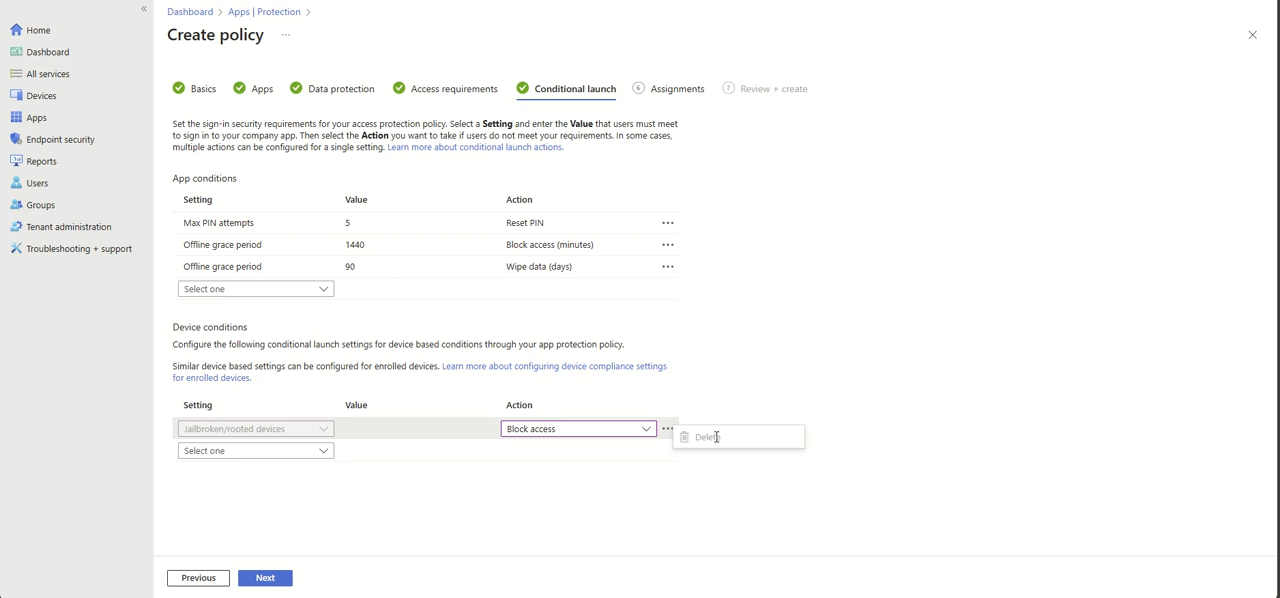 «
Dashboard > Apps | Protection >
Create policy ...
Home
Dashboard
All services
Devices
Apps
Endpoint security
Reports
Users
Groups
Tenant administration
Troubleshooting + support
Basics Apps Data protection Access requirements Conditional launch 6 Assignments 7 Review + create
Set the sign-in security requirements for your access protection policy. Select a Setting and enter the Value that users must meet
to sign in to your company app. Then select the Action you want to take if users do not meet your requirements. In some cases,
multiple actions can be configured for a single setting. Learn more about conditional launch actions.
App conditions
Setting Value Action
Max PIN attempts 5 Reset PIN ...
Offline grace period 1440 Block access (minutes) ...
Offline grace period 90 Wipe data (days) ...
Select one
Device conditions
Configure the following conditional launch settings for device based conditions through your app protection policy.
Similar device based settings can be configured for enrolled devices. Learn more about configuring device compliance settings
for enrolled devices.
Setting Value Action
Jailbroken/rooted devices Block access ...
Delete
Select one
Previous Next